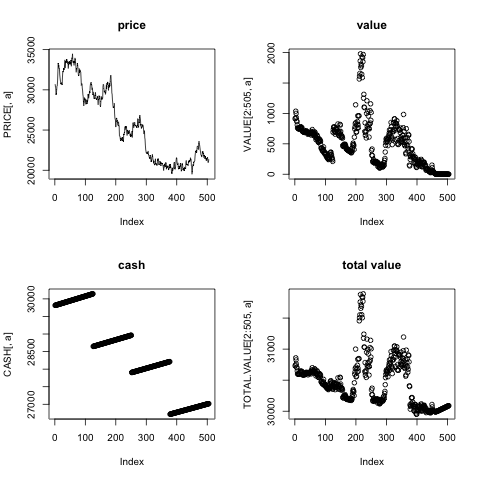 price
PRICE[, a]
20000 25000 30000 35000
0 100 200 300 400 500
Index
value
VALUE[2:505, a]
0 500 1000 2000
0 100 200 300 400 500
Index
cash
CASH[, a]
27000 28500 30000
0 100 200 300 400 500
Index
total value
TOTAL.VALUE[2:505, a]
30000 31000
0 100 200 300 400 500
Index